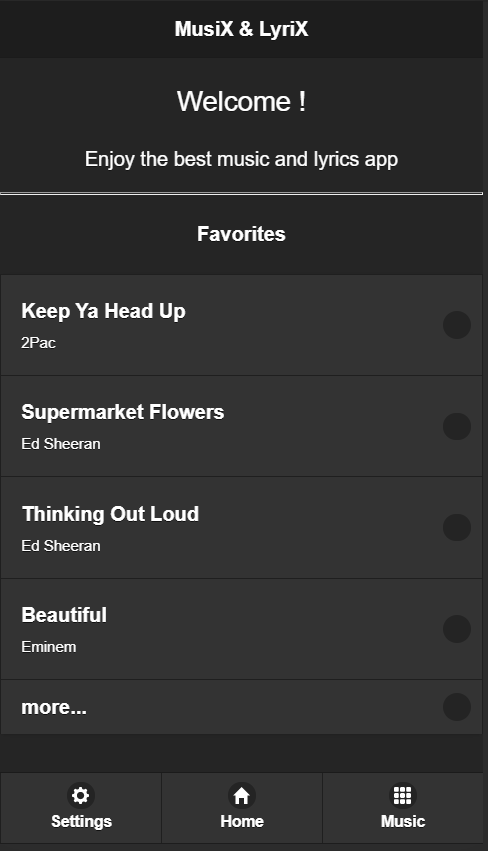 MusiX & LyriX
Welcome !
Enjoy the best music and lyrics app
Favorites
Keep Ya Head Up
2Pac
Supermarket Flowers
Ed Sheeran
Thinking Out Loud
Ed Sheeran
Beautiful
Eminem
more...
Settings
Home
Music